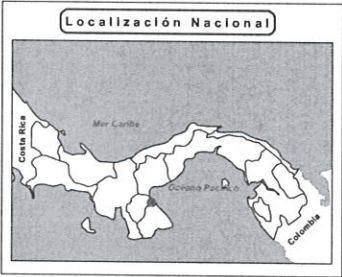 Localización Nacional
Mar Caribe
Costa Rica
Océano Pacífico
Colombia